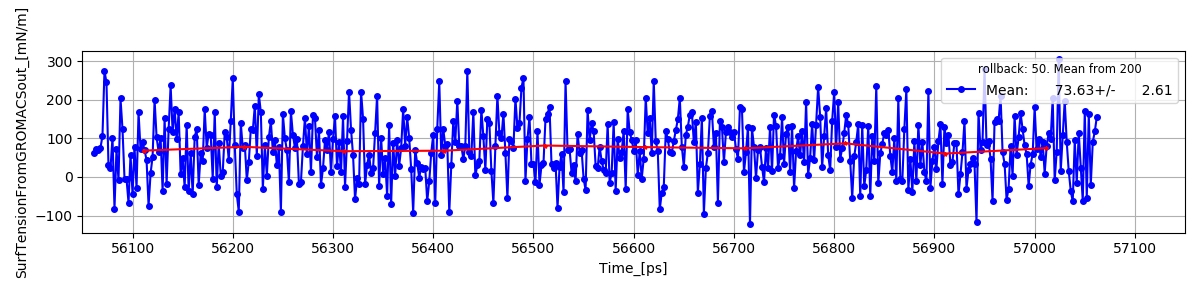 SurfTensionFromGROMACSout_[mN/m]
300
200
100
0
−100
rollback: 50. Mean from 200
Mean: 73.63+/- 2.61
56100 56200 56300 56400 56500 56600 56700 56800 56900 57000 57100
Time_[ps]